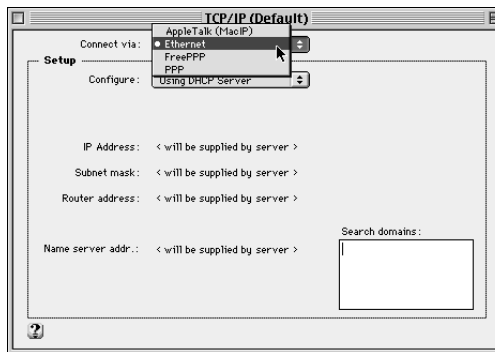 TCP/IP (Default)
AppleTalk (MacIP)
Connect via:
Ethernet
FreePPP
PPP
Setup
Configure: Using DHCP Server
IP Address: < will be supplied by server >
Subnet mask: < will be supplied by server >
Router address: < will be supplied by server >
Search domains:
Name server addr.: < will be supplied by server >
?